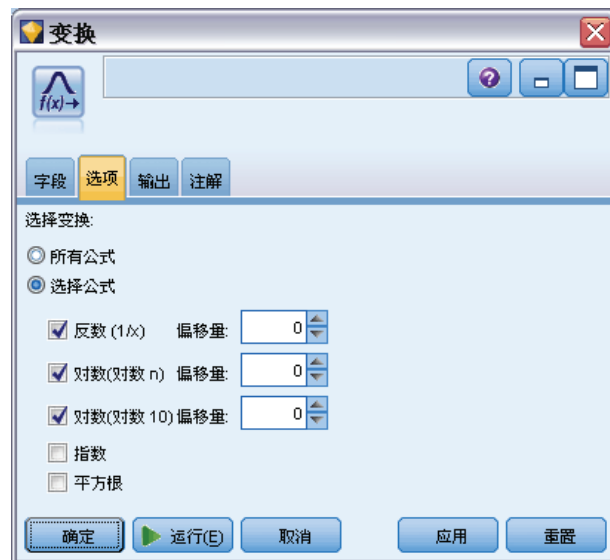 变换
f(x)→
字段 选项 输出 注解
选择变换:
所有公式
选择公式
反数 (1/x) 偏移量: 0
对数(对数 n) 偏移量: 0
对数(对数 10) 偏移量: 0
指数
平方根
确定 运行(E) 取消 应用 重置